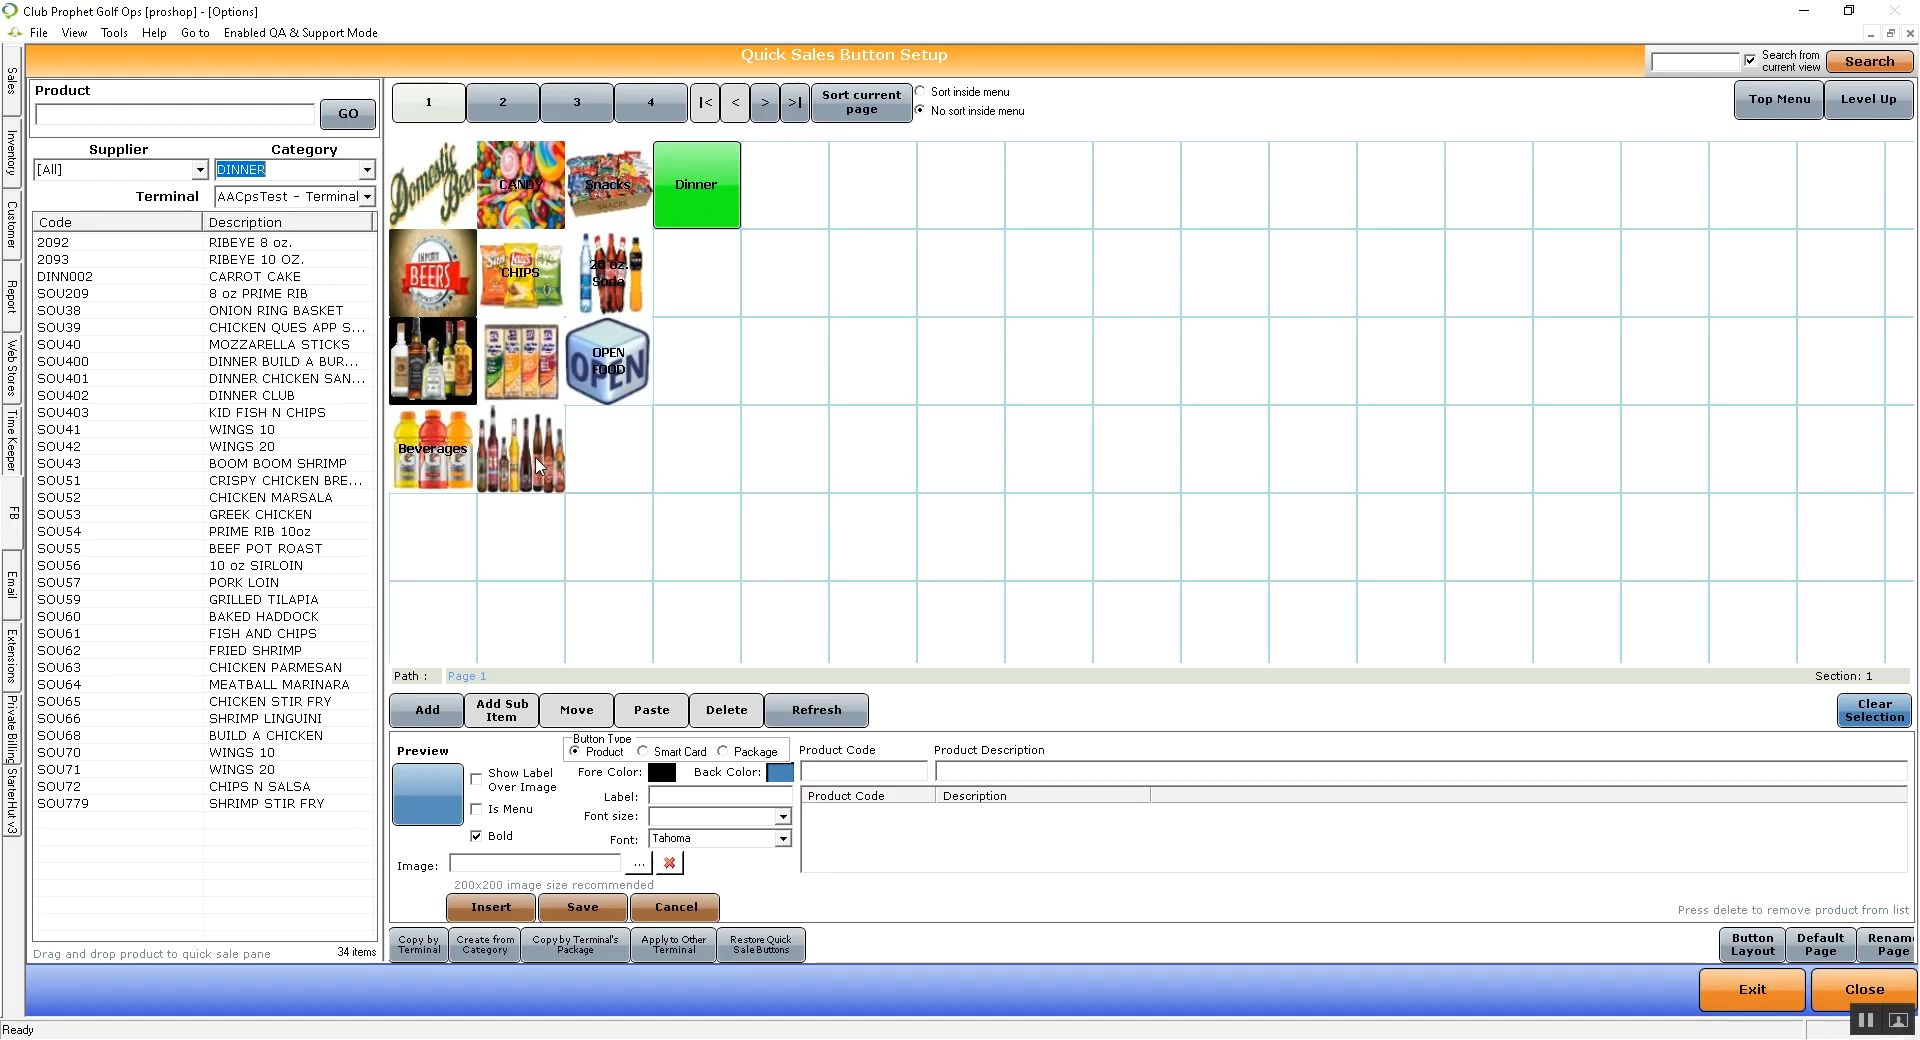 Club Prophet Golf Ops [proshop] - [Options]
File View Tools Help Go to Enabled QA & Support Mode
Quick Sales Button Setup
Search from current view
Search
Sales
Inventory
Customer
Report
Web Stores
Time Keeper
FB
Email
Extensions
Private Billing
StarterHut v3
Product
GO
Supplier Category
[All] DINNER
Terminal AACpsTest - Terminal
Code Description
2092 RIBEYE 8 oz.
2093 RIBEYE 10 OZ.
DINN002 CARROT CAKE
SOU209 8 oz PRIME RIB
SOU38 ONION RING BASKET
SOU39 CHICKEN QUES APP S...
SOU40 MOZZARELLA STICKS
SOU400 DINNER BUILD A BUR...
SOU401 DINNER CHICKEN SAN...
SOU402 DINNER CLUB
SOU403 KID FISH N CHIPS
SOU41 WINGS 10
SOU42 WINGS 20
SOU43 BOOM BOOM SHRIMP
SOU51 CRISPY CHICKEN BRE...
SOU52 CHICKEN MARSALA
SOU53 GREEK CHICKEN
SOU54 PRIME RIB 10oz
SOU55 BEEF POT ROAST
SOU56 10 oz SIRLOIN
SOU57 PORK LOIN
SOU59 GRILLED TILAPIA
SOU60 BAKED HADDOCK
SOU61 FISH AND CHIPS
SOU62 FRIED SHRIMP
SOU63 CHICKEN PARMESAN
SOU64 MEATBALL MARINARA
SOU65 CHICKEN STIR FRY
SOU66 SHRIMP LINGUINI
SOU68 BUILD A CHICKEN
SOU70 WINGS 10
SOU71 WINGS 20
SOU72 CHIPS N SALSA
SOU779 SHRIMP STIR FRY
Drag and drop product to quick sale pane 34 items
1 2 3 4 |< < > >| Sort current page
Sort inside menu
No sort inside menu
Top Menu Level Up
Domestic Beer CANDY Snacks Dinner
SNACKS
IMPORT BEERS CHIPS 20 oz. Soda
Lay's
OPEN FOOD
OPEN
Beverages
Path : Page 1 Section: 1
Add Add Sub Item Move Paste Delete Refresh Clear Selection
Preview
Button Type
Product Smart Card Package
Show Label Over Image
Is Menu
Bold
Fore Color: Back Color:
Label:
Font size:
Font: Tahoma
Image: ...
200x200 image size recommended
Insert Save Cancel
Product Code Product Description
Product Code Description
Press delete to remove product from list
Copy by Terminal Create from Category Copy by Terminal's Package Apply to Other Terminal Restore Quick Sale Buttons
Button Layout Default Page Renam Page
Exit Close
Ready